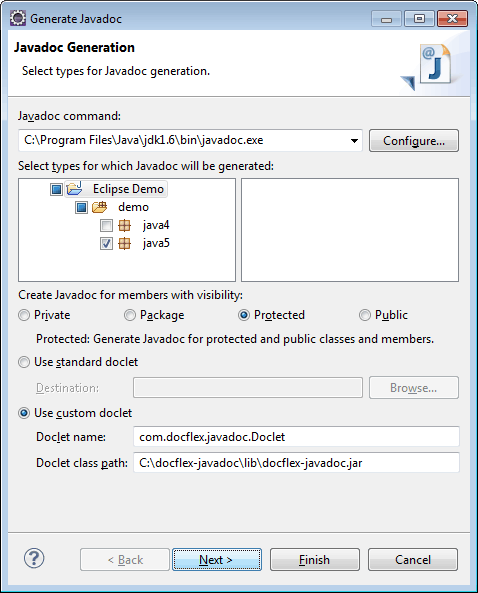 Generate Javadoc
Javadoc Generation
Select types for Javadoc generation.
@
J
Javadoc command:
C:\Program Files\Java\jdk1.6\bin\javadoc.exe
Configure...
Select types for which Javadoc will be generated:
Eclipse Demo
demo
java4
java5
Create Javadoc for members with visibility:
Private Package Protected Public
Protected: Generate Javadoc for protected and public classes and members.
Use standard doclet
Destination: Browse...
Use custom doclet
Doclet name: com.docflex.javadoc.Doclet
Doclet class path: C:\docflex-javadoc\lib\docflex-javadoc.jar
? < Back Next > Finish Cancel